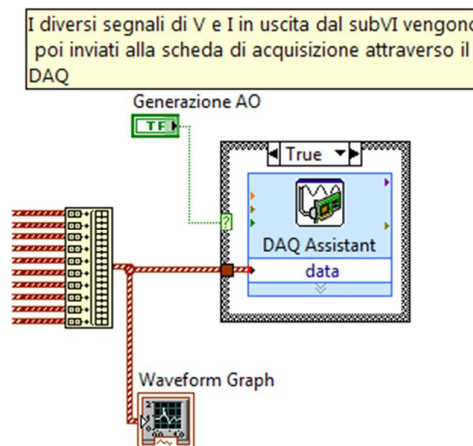 I diversi segnali di V e I in uscita dal subVI vengono
poi inviati alla scheda di acquisizione attraverso il
DAQ
Generazione AO
TF
True
?
DAQ Assistant
data
Waveform Graph